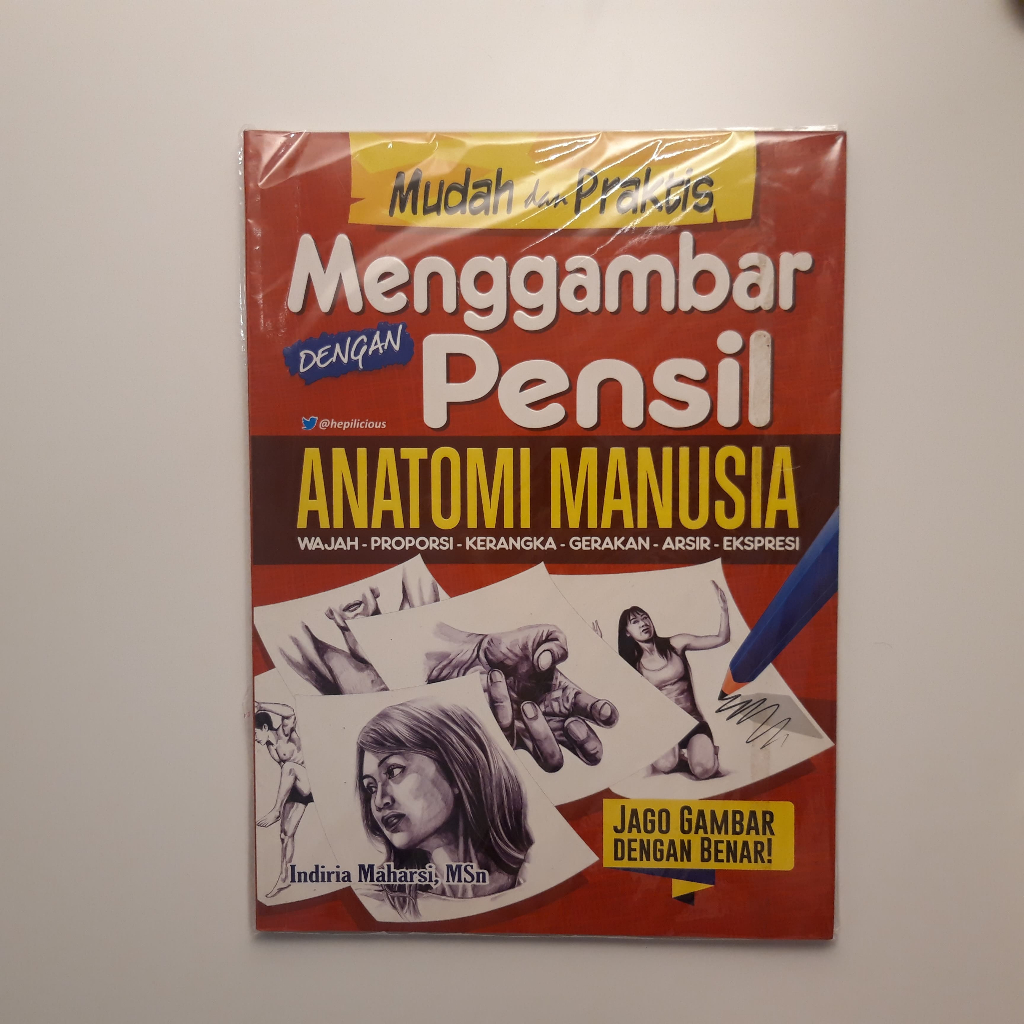 Mudah dan Praktis
Menggambar
DENGAN
Pensil
@hepilicious
ANATOMI MANUSIA
WAJAH - PROPORSI - KERANGKA - GERAKAN - ARSIR - EKSPRESI
JAGO GAMBAR
DENGAN BENAR!
Indiria Maharsi, MSn